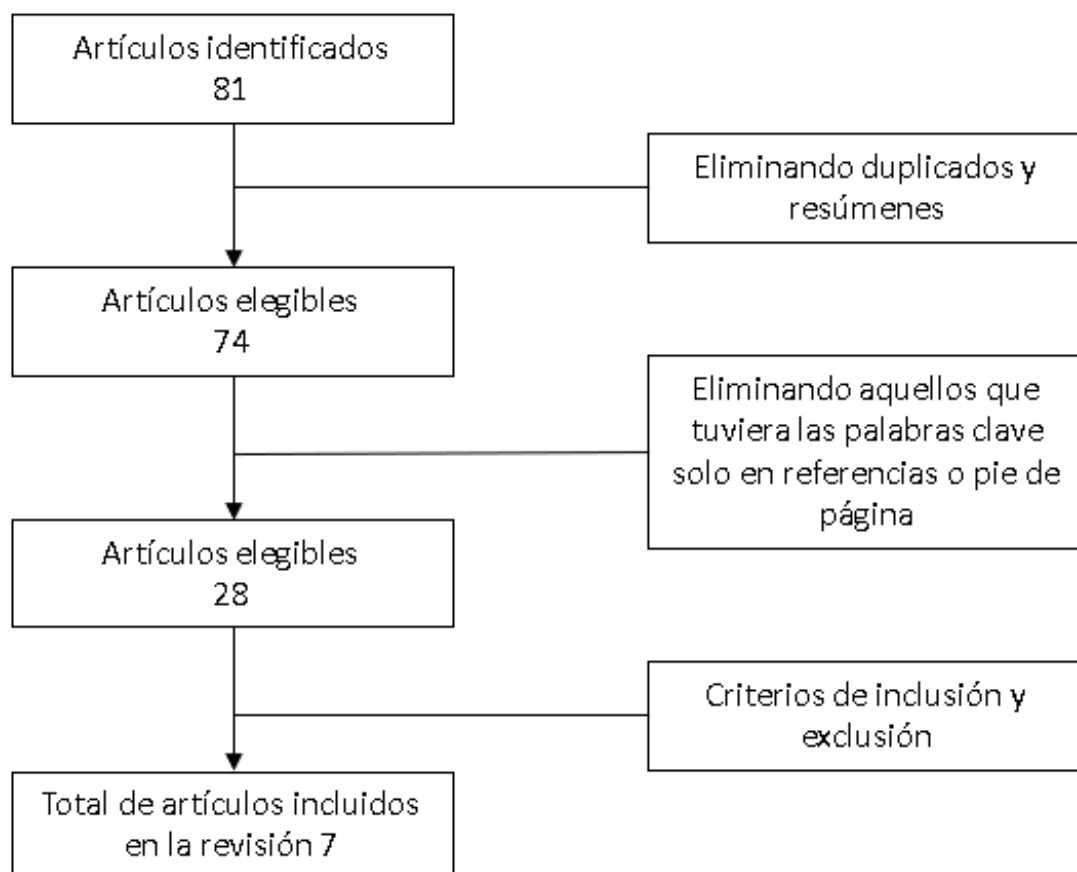 Artículos identificados
81
Eliminando duplicados y
resúmenes
Artículos elegibles
74
Eliminando aquellos que
tuviera las palabras clave
solo en referencias o pie de
página
Artículos elegibles
28
Criterios de inclusión y
exclusión
Total de artículos incluidos
en la revisión 7